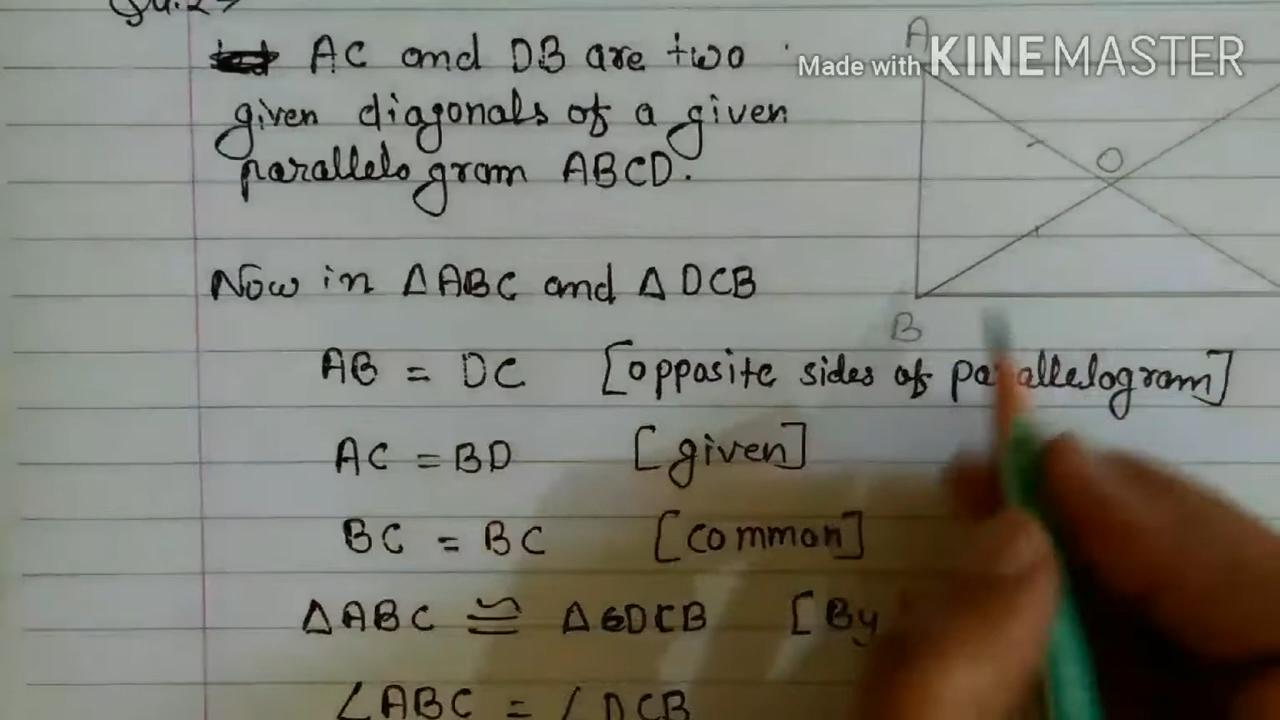 AC and DB are two
given diagonals of a given
parallelogram ABCD.
Made with KINEMASTER
A
O
B
Now in ΔABC and Δ DCB
AB = DC [opposite sides of parallelogram]
AC = BD [given]
BC = BC [common]
ΔABC ≅ ΔDCB [By
∠ABC = ∠DCB